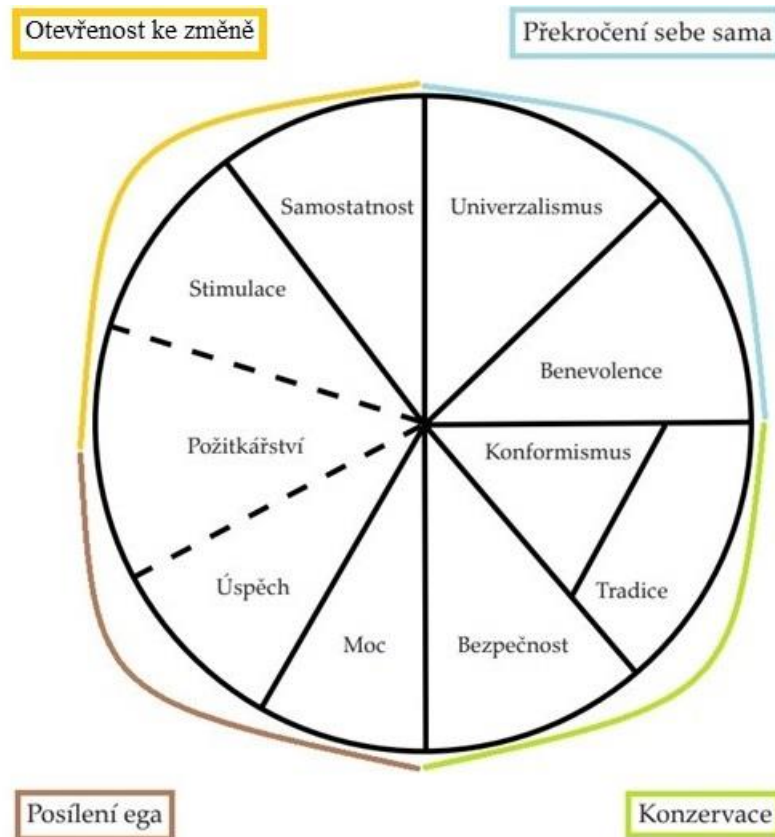 Otevřenost ke změně
Překročení sebe sama
Samostatnost
Univerzalismus
Stimulace
Benevolence
Požitkářství
Konformismus
Úspěch
Tradice
Moc
Bezpečnost
Posílení ega
Konzervace